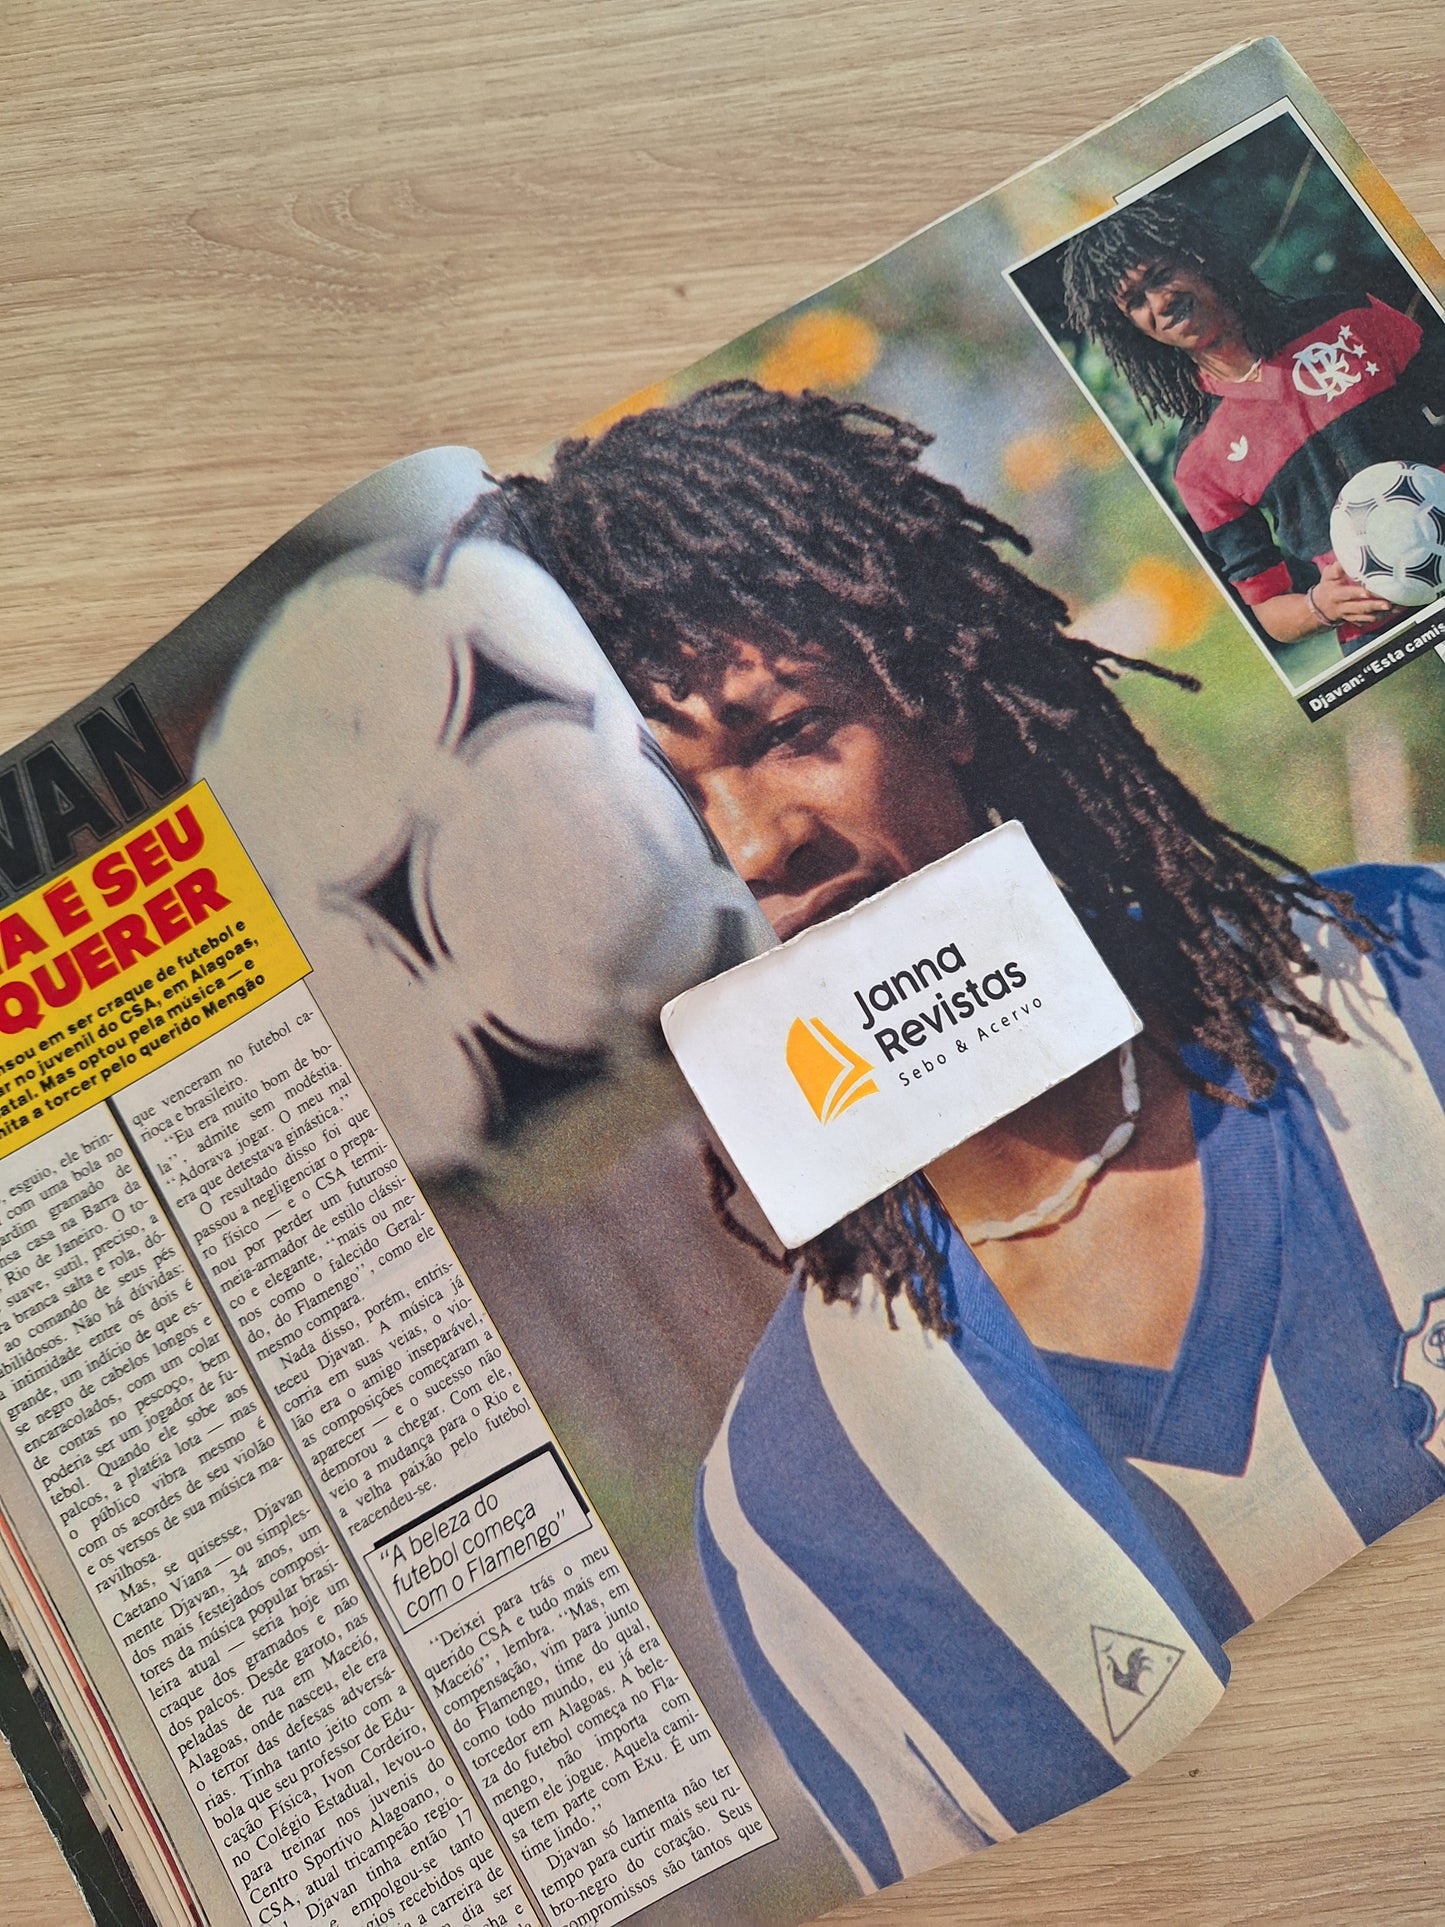 VAN
A É SEU
QUERER
nsou em ser craque de futebol e
ar no juvenil do CSA, em Alagoas,
atal. Mas optou pela música — e
nita a torcer pelo querido Mengão
, esguio, ele brin-
com uma bola no
jardim gramado de
nsa casa na Barra da
Rio de Janeiro. O to-
suave, sutil, preciso, a
ra branca salta e rola, dó-
ao comando de seus pés
abilidosos. Não há dúvidas:
a intimidade entre os dois é
grande, um indício de que es-
se negro de cabelos longos e
encaracolados, com um colar
de contas no pescoço, bem
poderia ser um jogador de fu-
tebol. Quando ele sobe aos
palcos, a platéia lota — mas
o público vibra mesmo é
com os acordes de seu violão
e os versos de sua música ma-
ravilhosa.
Mas, se quisesse, Djavan
Caetano Viana — ou simples-
mente Djavan, 34 anos, um
dos mais festejados composi-
tores da música popular brasi-
leira atual — seria hoje um
craque dos gramados e não
dos palcos. Desde garoto, nas
peladas de rua em Maceió,
Alagoas, onde nasceu, ele era
o terror das defesas adversá-
rias. Tinha tanto jeito com a
bola que seu professor de Edu-
cação Física, Ivon Cordeiro,
no Colégio Estadual, levou-o
para treinar nos juvenis do
Centro Sportivo Alagoano, o
CSA, atual tricampeão regio-
Djavan tinha então 17
e empolgou-se tanto
gios recebidos que
a carreira de
dia ser
que venceram no futebol ca-
rioca e brasileiro.
“Eu era muito bom de bo-
la”, admite sem modéstia.
“Adorava jogar. O meu mal
era que detestava ginástica.”
O resultado disso foi que
passou a negligenciar o prepa-
ro físico — e o CSA termi-
nou por perder um futuroso
meia-armador de estilo clássi-
co e elegante, “mais ou me-
nos como o falecido Geral-
do, do Flamengo”, como ele
mesmo compara.
Nada disso, porém, entris-
teceu Djavan. A música já
corria em suas veias, o vio-
lão era o amigo inseparável,
as composições começaram a
aparecer — e o sucesso não
demorou a chegar. Com ele,
veio a mudança para o Rio e
a velha paixão pelo futebol
reacendeu-se.
“A beleza do
futebol começa
com o Flamengo”
“Deixei para trás o meu
querido CSA e tudo mais em
Maceió”, lembra. “Mas, em
compensação, vim para junto
do Flamengo, time do qual,
como todo mundo, eu já era
torcedor em Alagoas. A bele-
za do futebol começa no Fla-
mengo, não importa com
quem ele jogue. Aquela cami-
sa tem parte com Exu. É um
time lindo.”
Djavan só lamenta não ter
tempo para curtir mais seu ru-
bro-negro do coração. Seus
compromissos são tantos que
Djavan: “Esta camis
Janna
Revistas
Sebo & Acervo